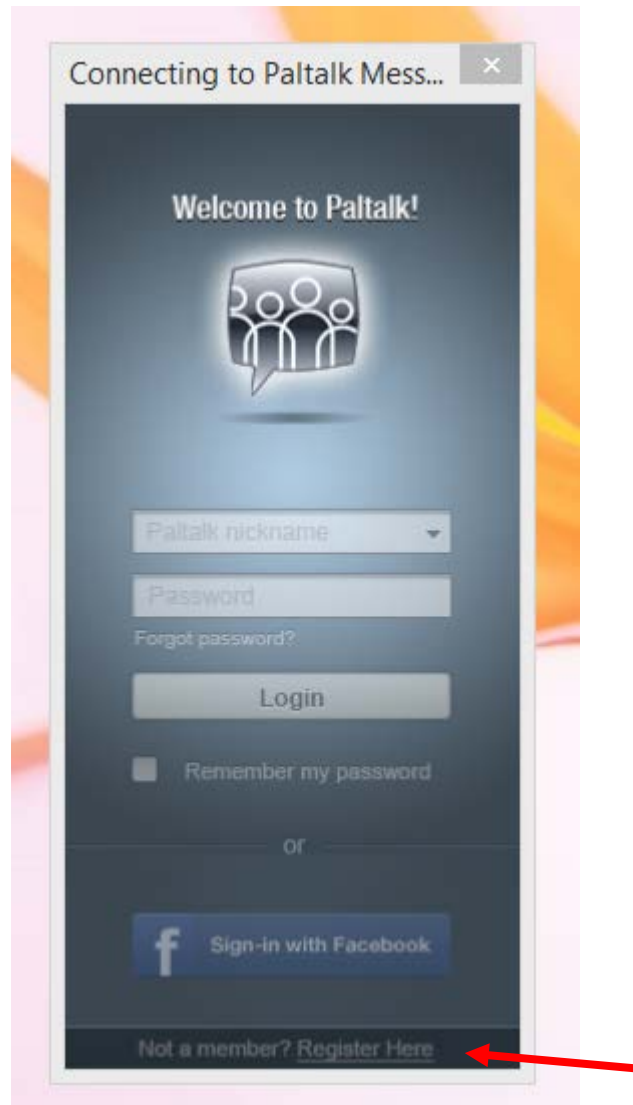 Connecting to Paltalk Mess...
Welcome to Paltalk!
Paltalk nickname
Password
Forgot password?
Login
Remember my password
or
f Sign-in with Facebook
Not a member? Register Here